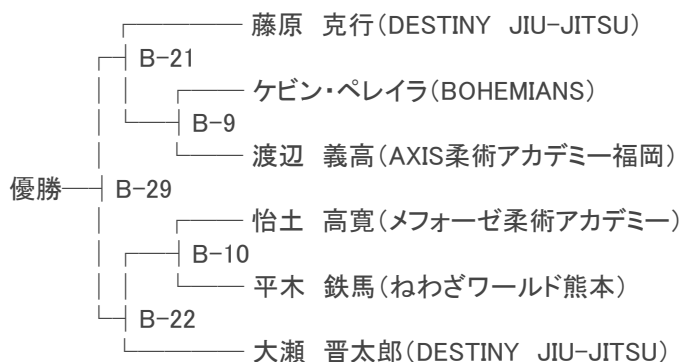 藤原　克行(DESTINY　JIU-JITSU)
B-21
ケビン・ペレイラ(BOHEMIANS)
B-9
渡辺　義高(AXIS柔術アカデミー福岡)
優勝 B-29
怡土　高寛(メフォーゼ柔術アカデミー)
B-10
平木　鉄馬(ねわざワールド熊本)
B-22
大瀬　晋太郎(DESTINY　JIU-JITSU)